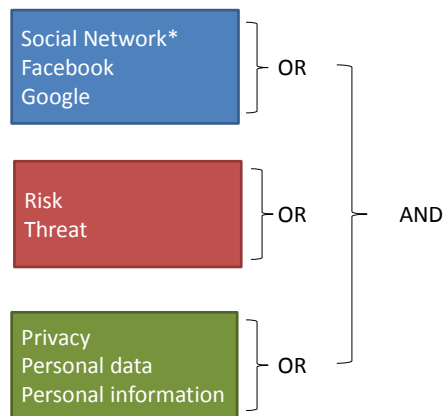 Social Network*
Facebook
Google
OR
Risk
Threat
OR
AND
Privacy
Personal data
Personal information
OR